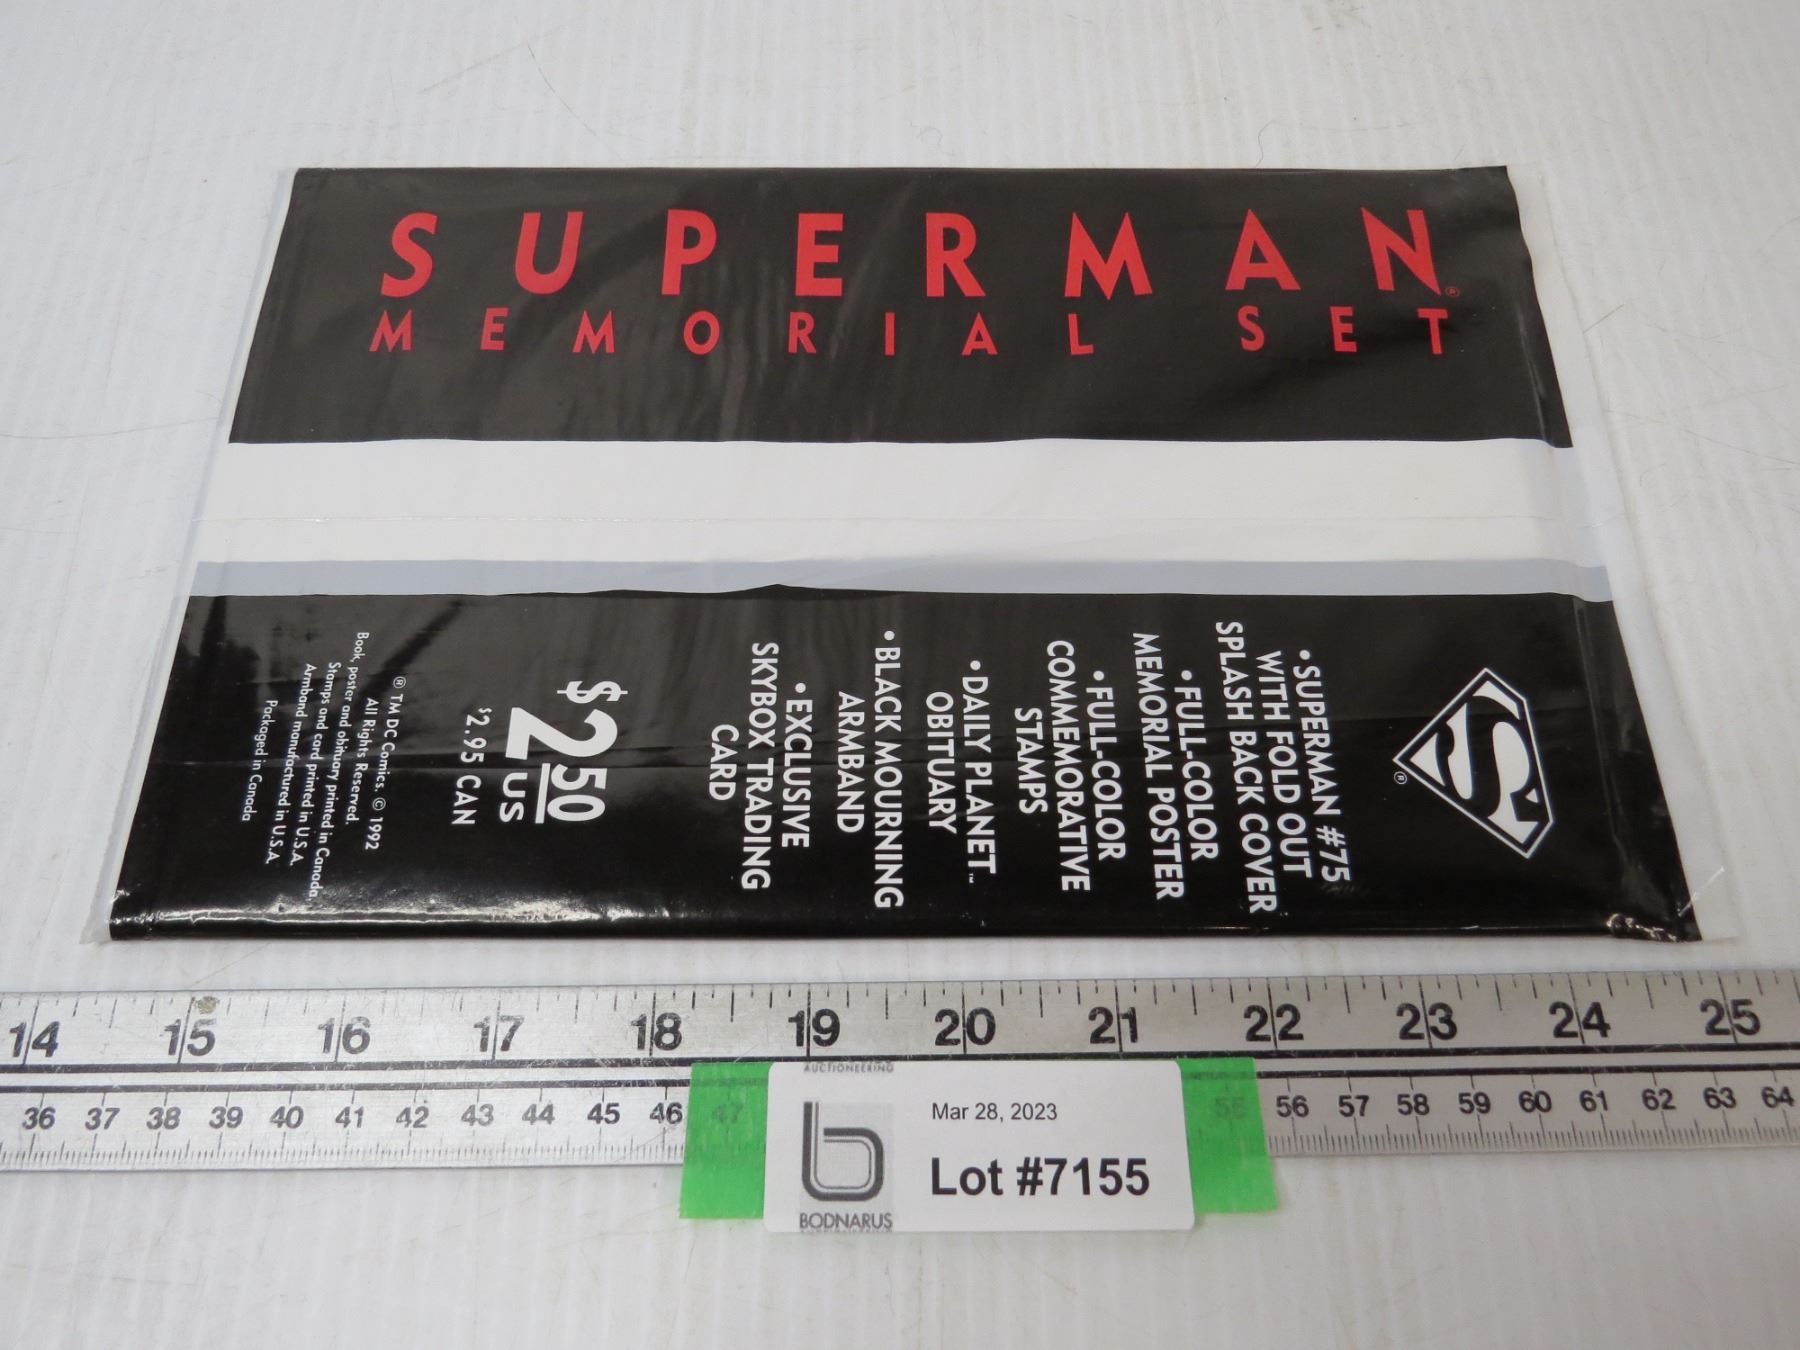 SUPERMAN®
MEMORIAL SET
S
®
•SUPERMAN #75
WITH FOLD OUT
SPLASH BACK COVER
•FULL-COLOR
MEMORIAL POSTER
•FULL-COLOR
COMMEMORATIVE
STAMPS
•DAILY PLANET™
OBITUARY
•BLACK MOURNING
ARMBAND
•EXCLUSIVE
SKYBOX TRADING
CARD
$2.50 US
$2.95 CAN
® TM DC Comics. © 1992
All Rights Reserved.
Book, poster and obituary printed in Canada.
Stamps and card printed in U.S.A.
Armband manufactured in U.S.A.
Packaged in Canada
14 15 16 17 18 19 20 21 22 23 24 25
36 37 38 39 40 41 42 43 44 45 46 47 55 56 57 58 59 60 61 62 63 64
AUCTIONEERING
b
BODNARUS
Mar 28, 2023
Lot #7155